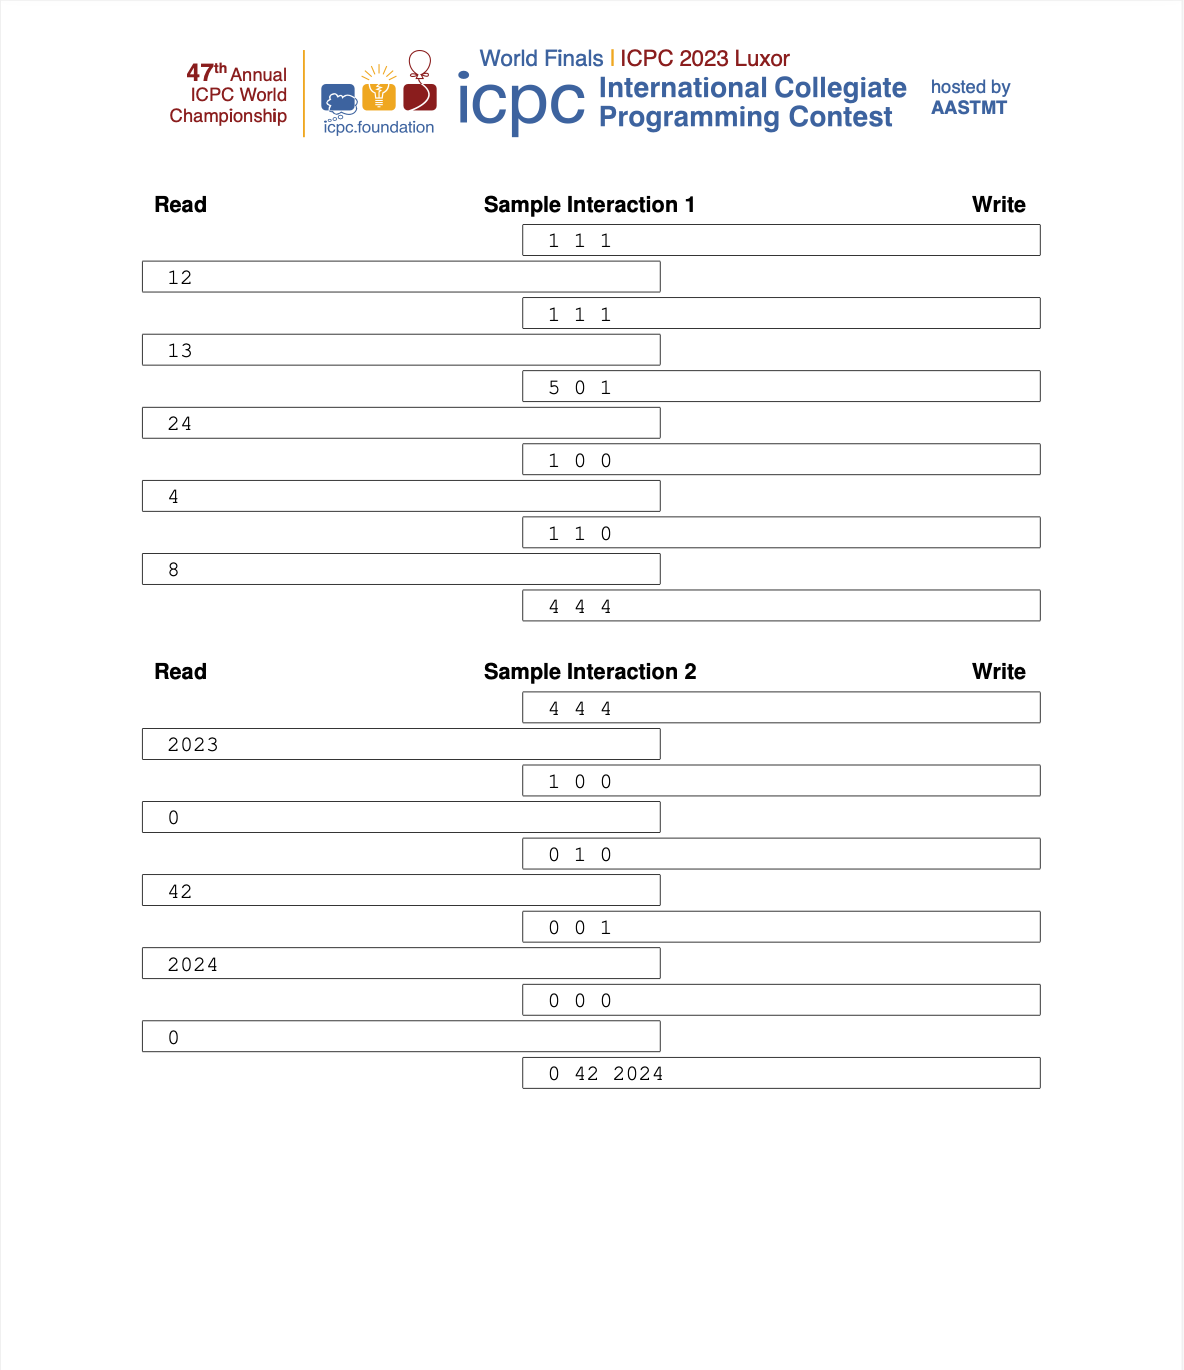 47th Annual
ICPC World
Championship
icpc.foundation
World Finals | ICPC 2023 Luxor
icpc
International Collegiate
Programming Contest
hosted by
AASTMT
Read Sample Interaction 1 Write
1 1 1
12
1 1 1
13
5 0 1
24
1 0 0
4
1 1 0
8
4 4 4
Read Sample Interaction 2 Write
4 4 4
2023
1 0 0
0
0 1 0
42
0 0 1
2024
0 0 0
0
0 42 2024